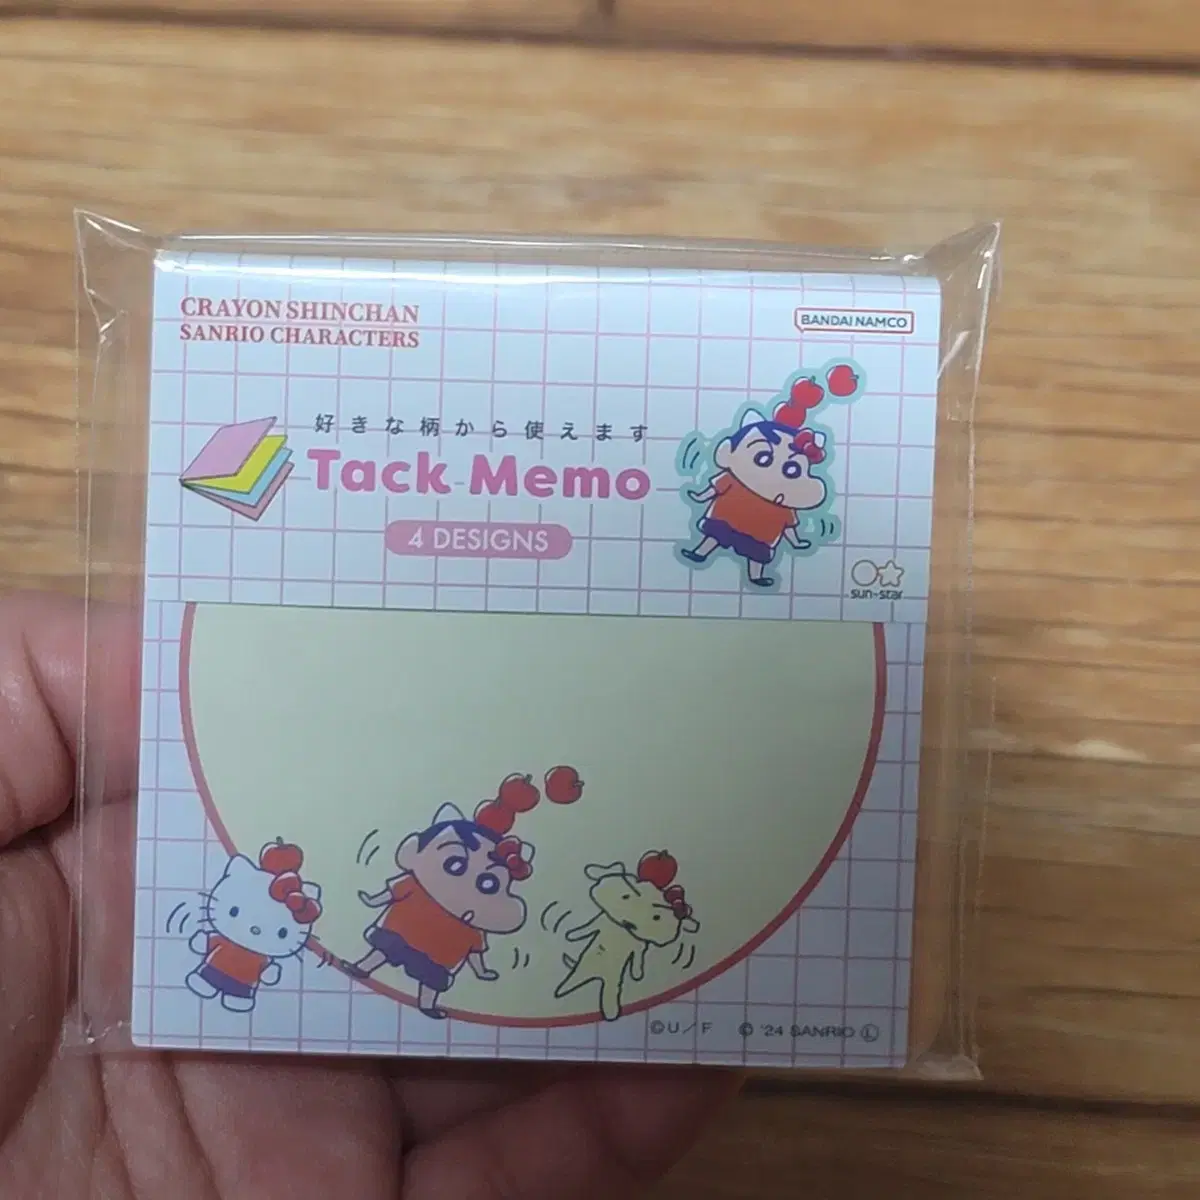 CRAYON SHINCHAN
SANRIO CHARACTERS
BANDAI NAMCO
好きな柄から使えます
Tack Memo
4 DESIGNS
sun-star
©U/F © '24 SANRIO Ⓛ